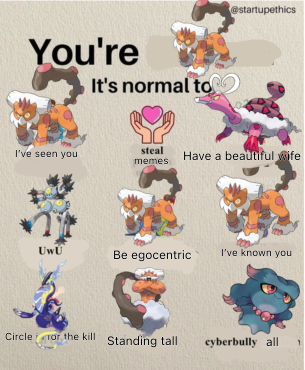 @startupethics
You're
It's normal to
I've seen you
steal
memes
Have a beautiful wife
UwU
Be egocentric
I've known you
Circle for the kill
Standing tall
cyberbully all